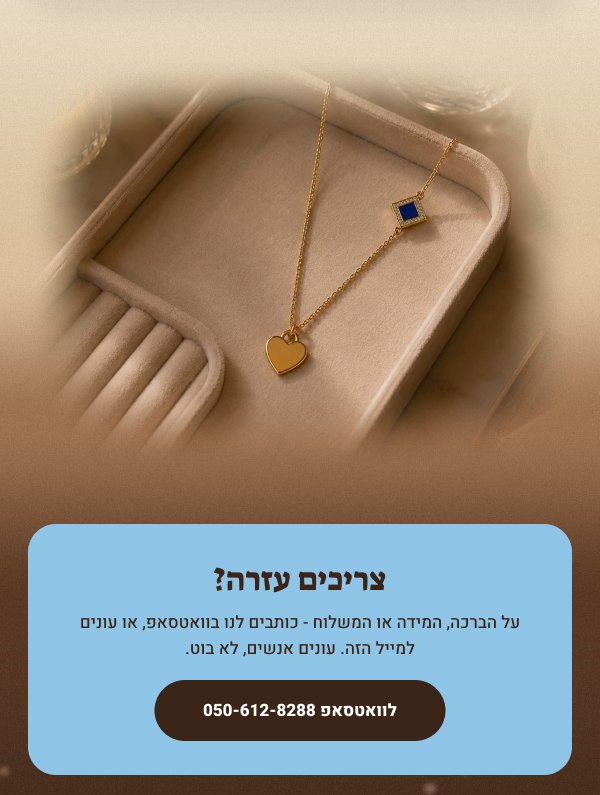 צריכים עזרה?
על הברכה, המידה או המשלוח - כותבים לנו בוואטסאפ, או עונים
למייל הזה. עונים אנשים, לא בוט.
לוואטסאפ 050-612-8288